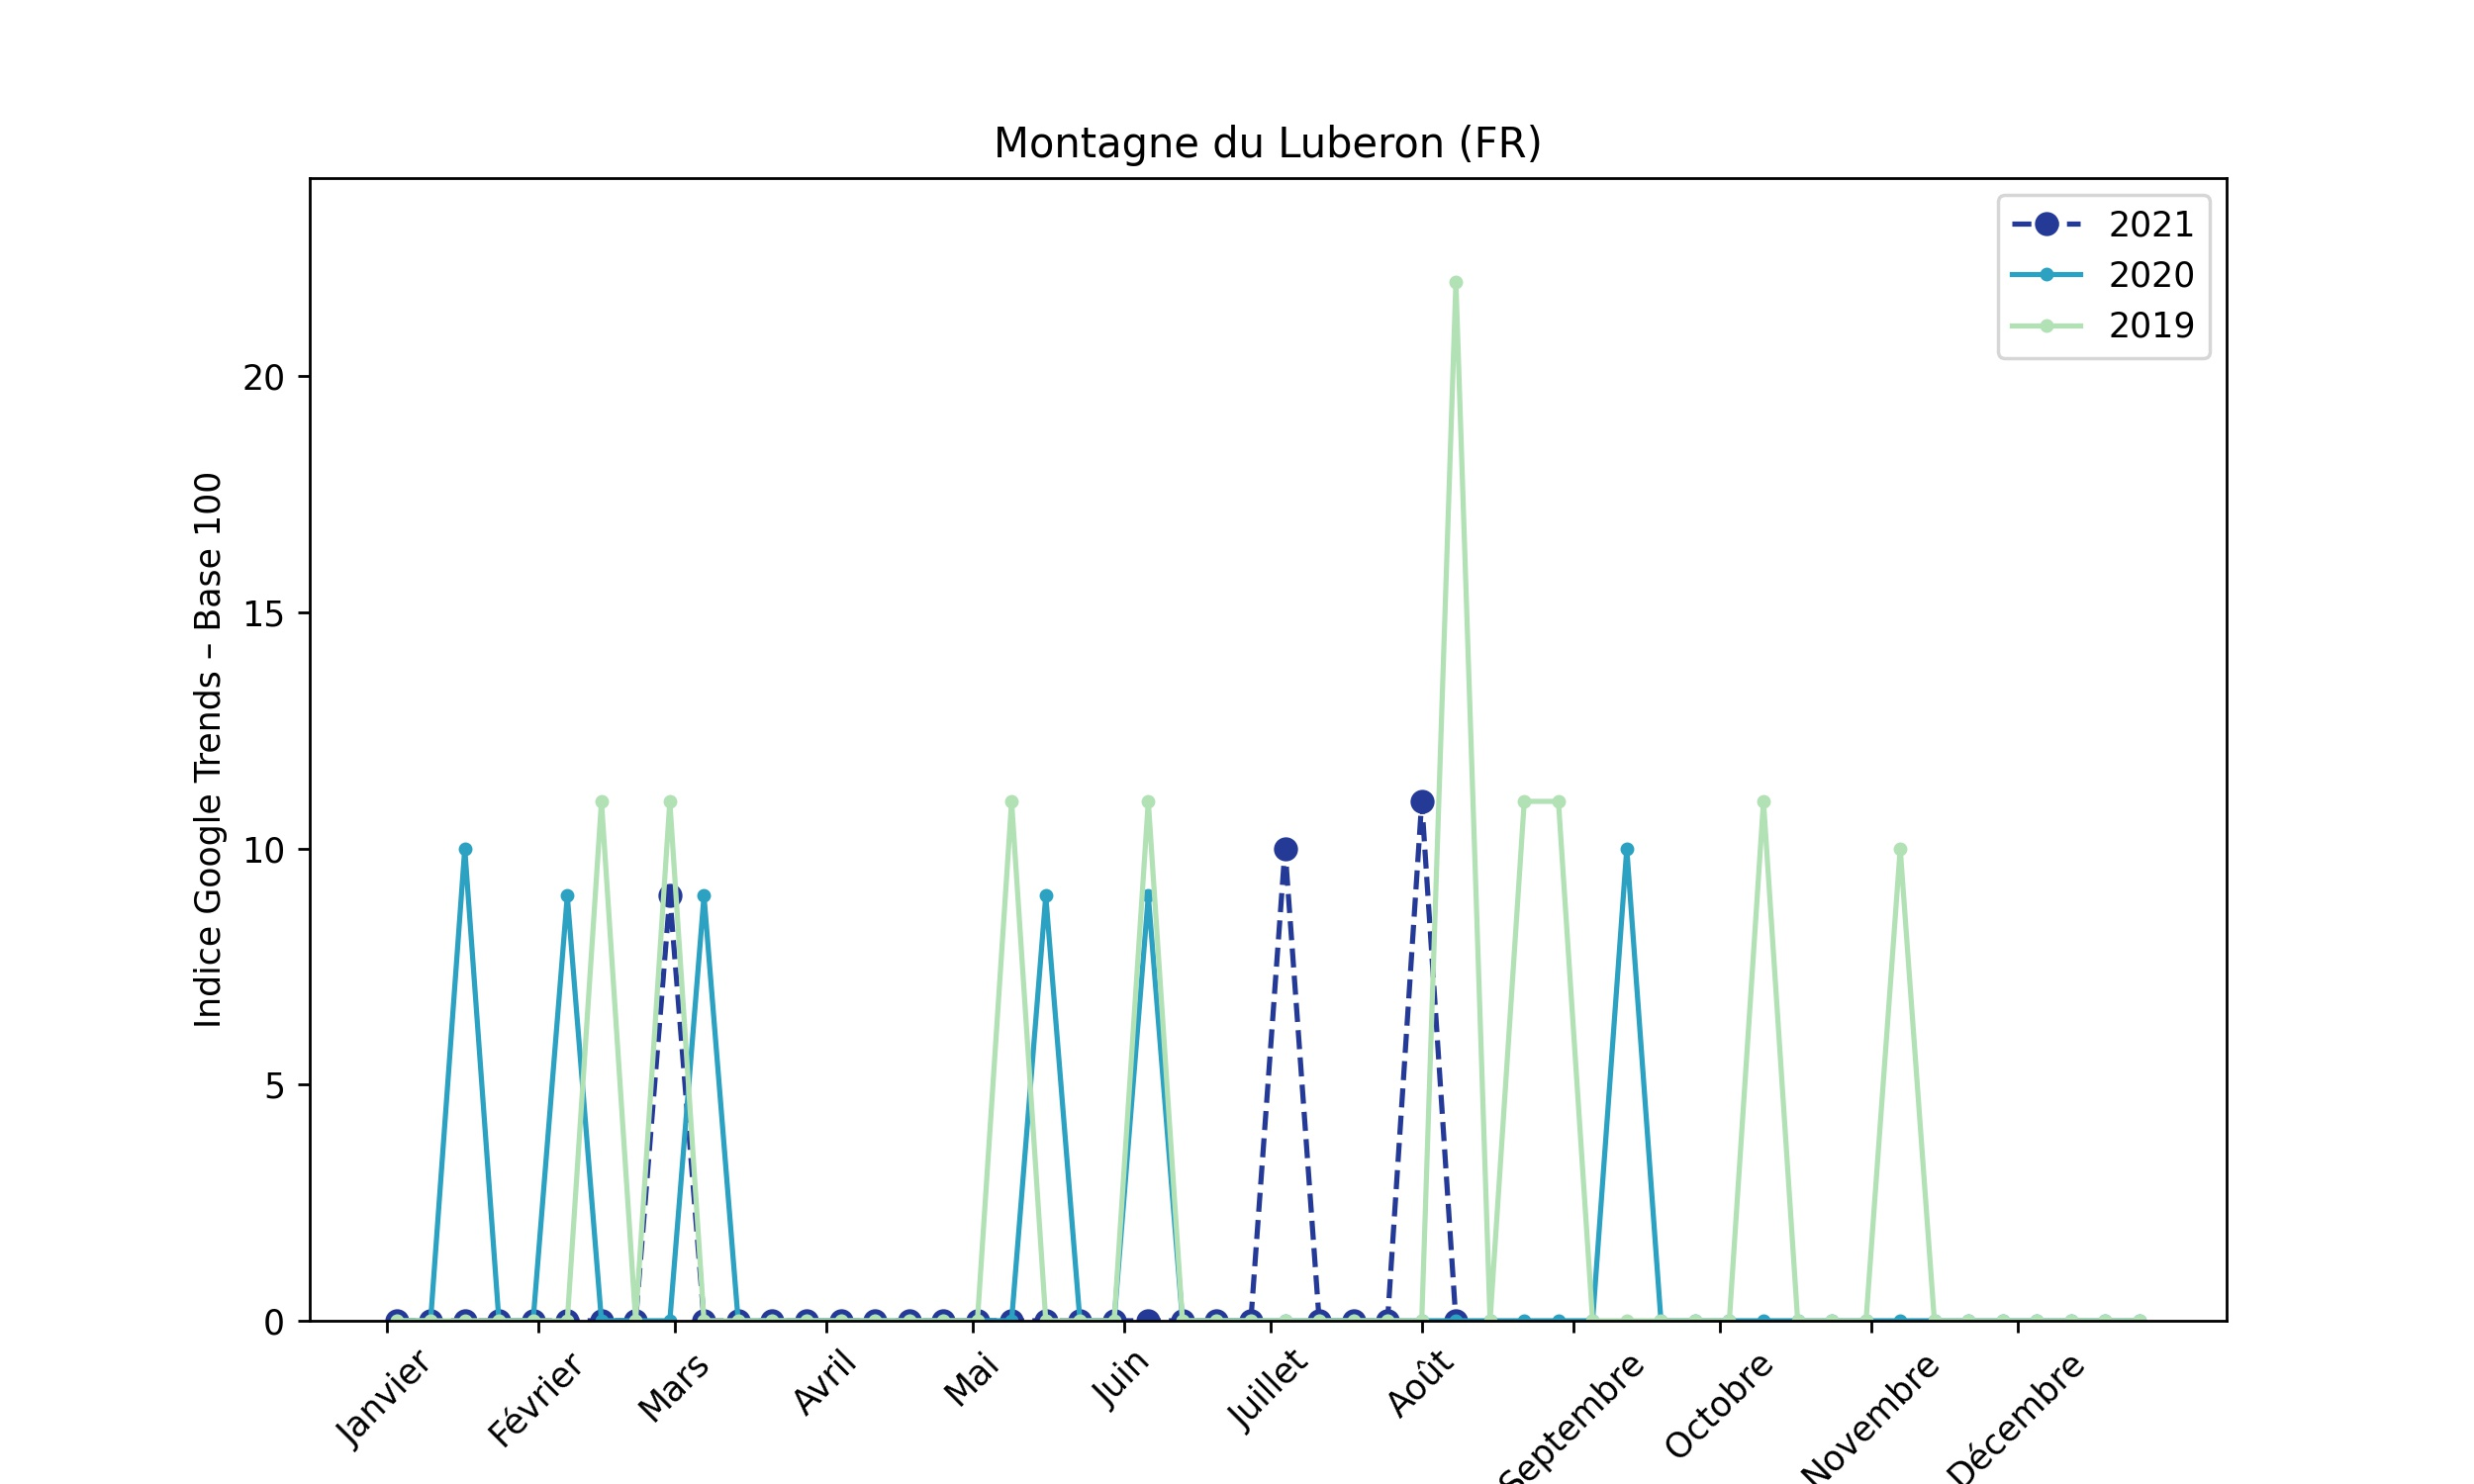 Montagne du Luberon (FR)
2021
2020
2019
Indice Google Trends – Base 100
20
15
10
5
0
Janvier
Février
Mars
Avril
Mai
Juin
Juillet
Août
Septembre
Octobre
Novembre
Décembre